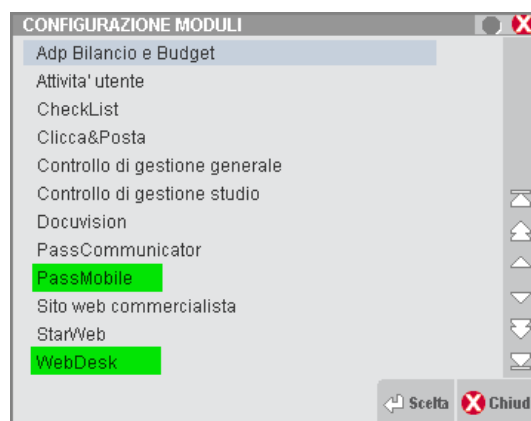 CONFIGURAZIONE MODULI
Adp Bilancio e Budget
Attivita' utente
CheckList
Clicca&Posta
Controllo di gestione generale
Controllo di gestione studio
Docuvision
PassCommunicator
PassMobile
Sito web commercialista
StarWeb
WebDesk
Scelta Chiud